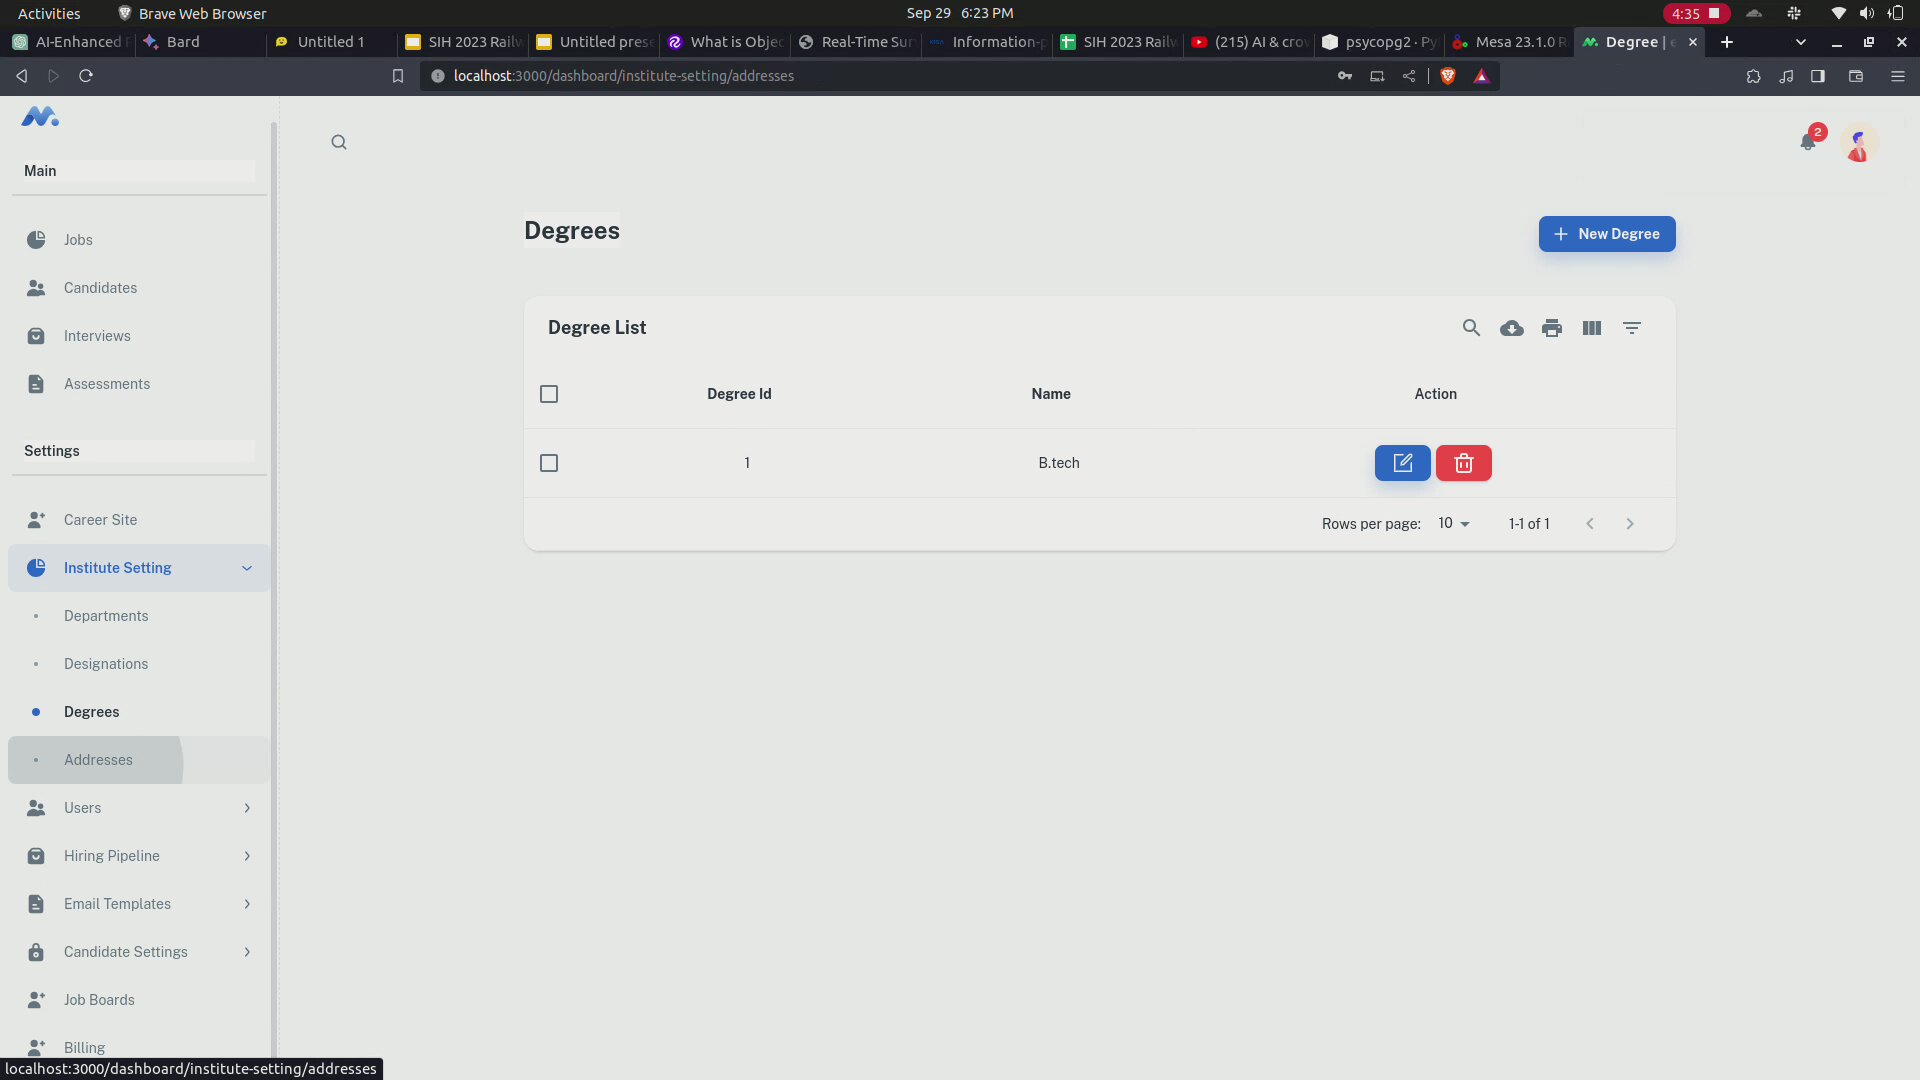 Activities
Brave Web Browser
Sep 29 6:23 PM
4:35
AI-Enhanced
Bard
Untitled 1
SIH 2023 Railw
Untitled prese
What is Objec
Real-Time Sur
Information-p
SIH 2023 Railw
(215) AI & crow
psycopg2 · Py
Mesa 23.1.0 R
Degree |
localhost:3000/dashboard/institute-setting/addresses
Main
2
Jobs
Candidates
Interviews
Assessments
Settings
Career Site
Institute Setting
Departments
Designations
Degrees
Addresses
Users
Hiring Pipeline
Email Templates
Candidate Settings
Job Boards
Billing
Degrees
New Degree
Degree List
Degree Id Name Action
1 B.tech
Rows per page: 10 1-1 of 1
localhost:3000/dashboard/institute-setting/addresses